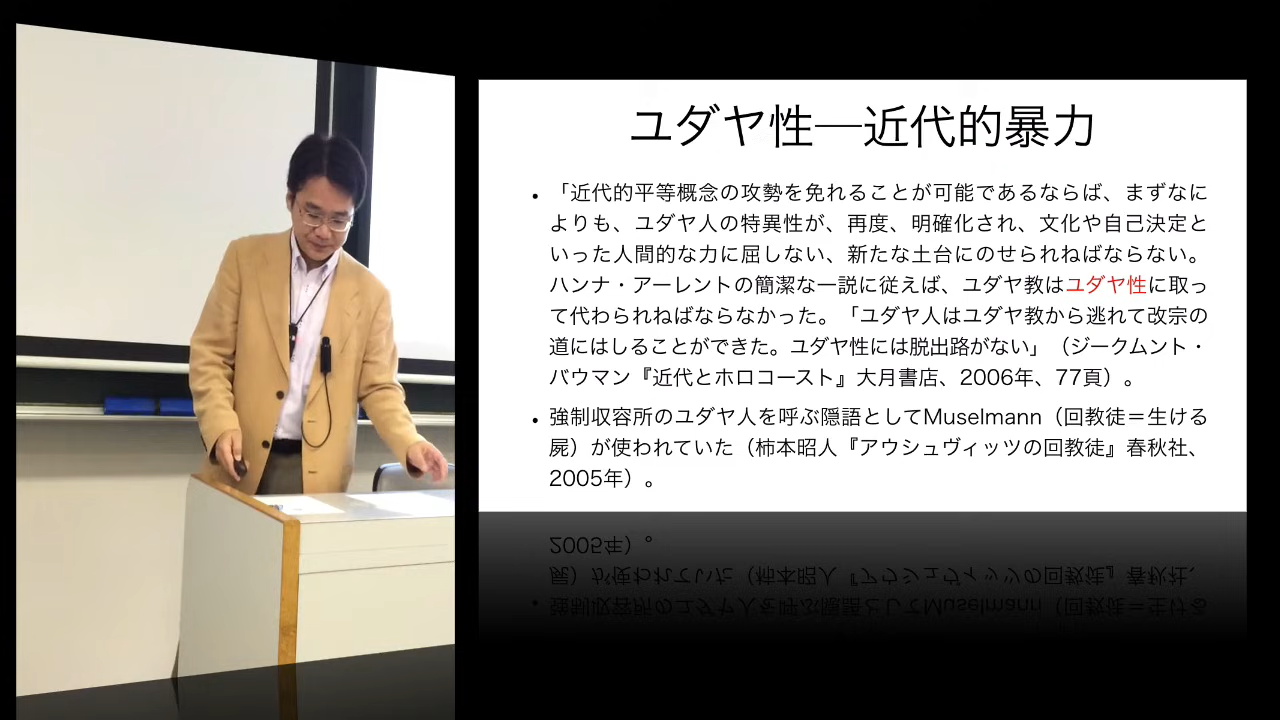 ユダヤ性—近代的暴力
• 「近代的平等概念の攻勢を免れることが可能であるならば、まずなに
よりも、ユダヤ人の特異性が、再度、明確化され、文化や自己決定と
いった人間的な力に屈しない、新たな土台にのせられねばならない。
ハンナ・アーレントの簡潔な一説に従えば、ユダヤ教はユダヤ性に取っ
て代わられねばならなかった。「ユダヤ人はユダヤ教から逃れて改宗の
道にはしることができた。ユダヤ性には脱出路がない」（ジークムント・
バウマン『近代とホロコースト』大月書店、2006年、77頁）。
• 強制収容所のユダヤ人を呼ぶ隠語としてMuselmann（回教徒＝生ける
屍）が使われていた（柿本昭人『アウシュヴィッツの回教徒』春秋社、
2005年）。